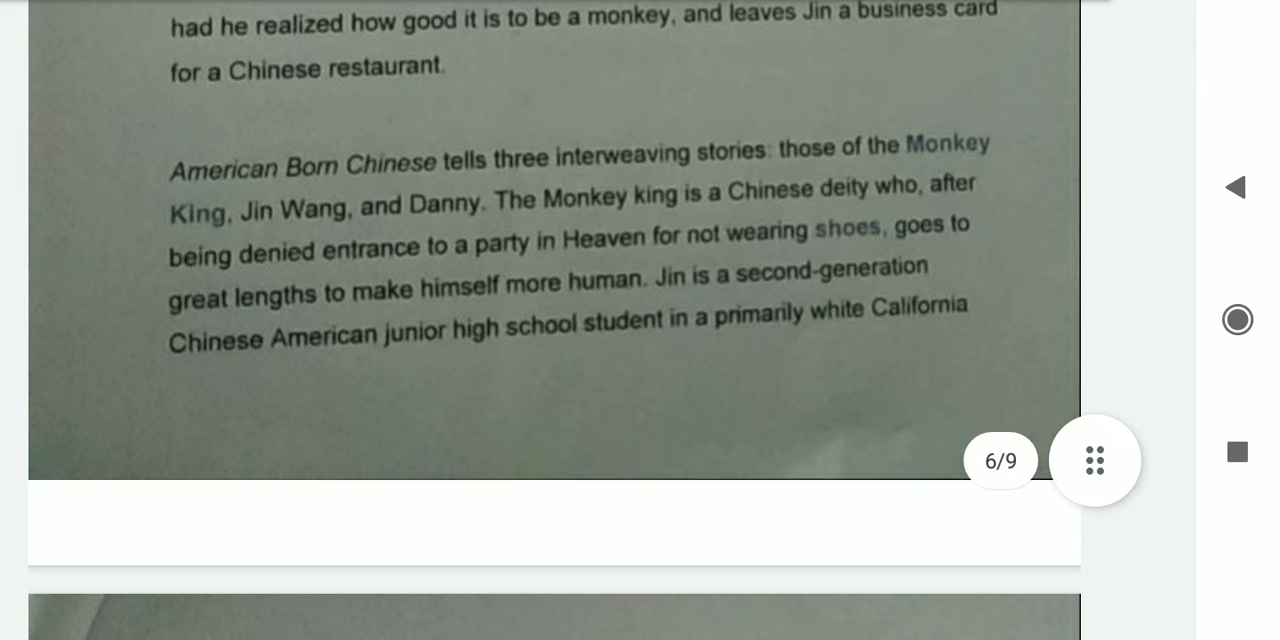 had he realized how good it is to be a monkey, and leaves Jin a business card
for a Chinese restaurant.
American Born Chinese tells three interweaving stories: those of the Monkey
King, Jin Wang, and Danny. The Monkey king is a Chinese deity who, after
being denied entrance to a party in Heaven for not wearing shoes, goes to
great lengths to make himself more human. Jin is a second-generation
Chinese American junior high school student in a primarily white California
6/9